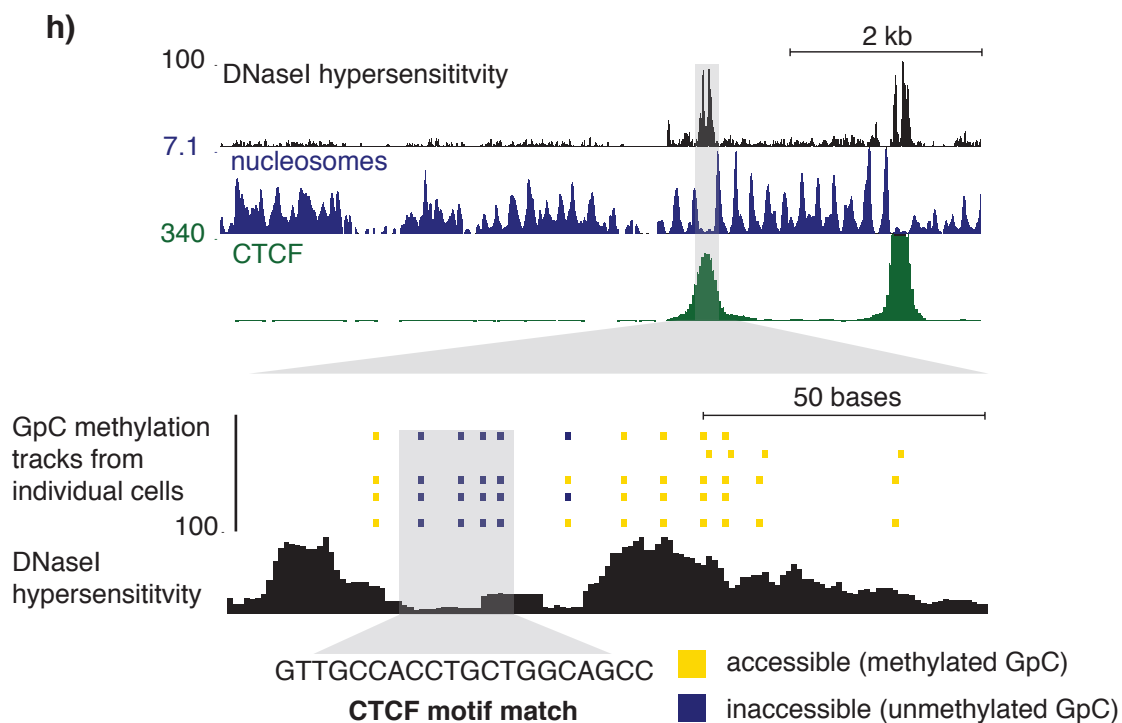 h)
2 kb
100
DNaseI hypersensititvity
7.1
nucleosomes
340
CTCF
50 bases
GpC methylation
tracks from
individual cells
100
DNaseI
hypersensititvity
GTTGCCACCTGCTGGCAGCC
CTCF motif match
accessible (methylated GpC)
inaccessible (unmethylated GpC)